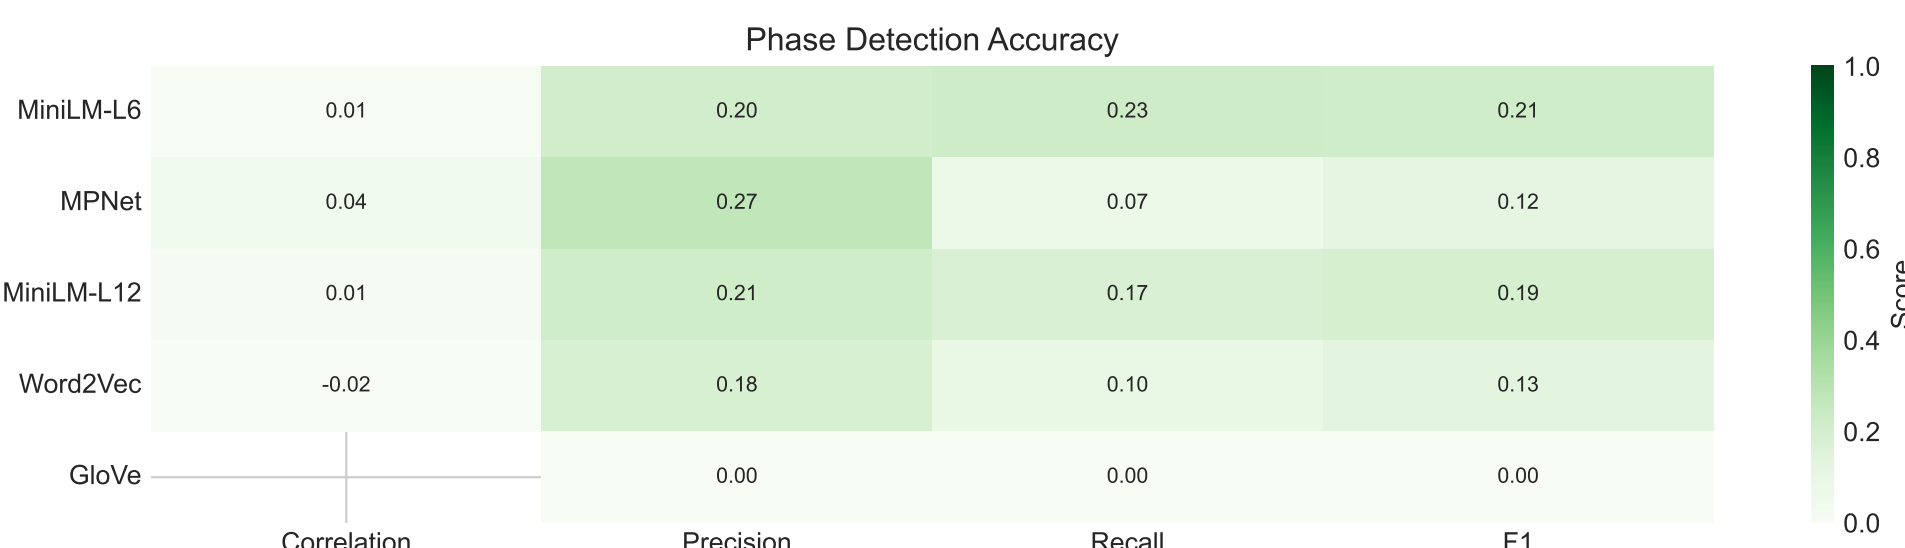 Phase Detection Accuracy
MiniLM-L6 0.01 0.20 0.23 0.21
MPNet 0.04 0.27 0.07 0.12
MiniLM-L12 0.01 0.21 0.17 0.19
Word2Vec -0.02 0.18 0.10 0.13
GloVe 0.00 0.00 0.00
Correlation Precision Recall F1
1.0
0.8
0.6
0.4
0.2
0.0
Score